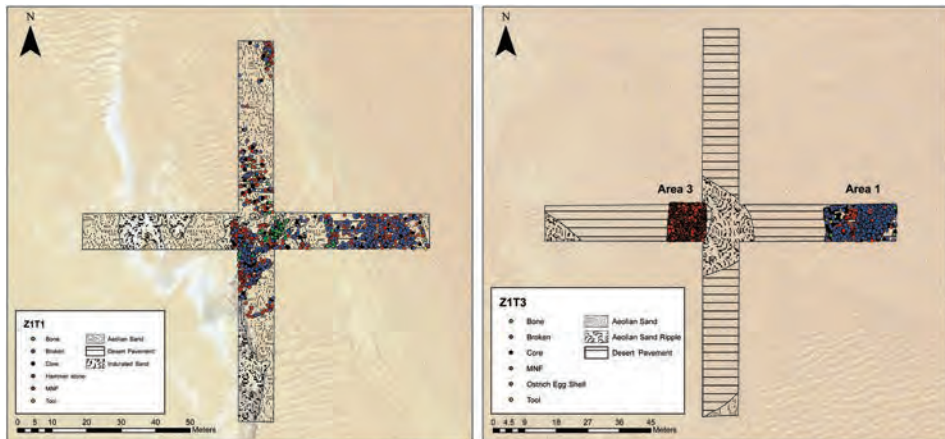 N
Z1T1
Bone
Broken
Core
Hammer stone
MNF
Tool
Aeolian Sand
Desert Pavement
Indurated Sand
0 5 10 20 30 40 50
Meters
N
Area 3
Area 1
Z1T3
Bone
Broken
Core
MNF
Ostrich Egg Shell
Tool
Aeolian Sand
Aeolian Sand Ripple
Desert Pavement
0 4.5 9 18 27 36 45
Meters